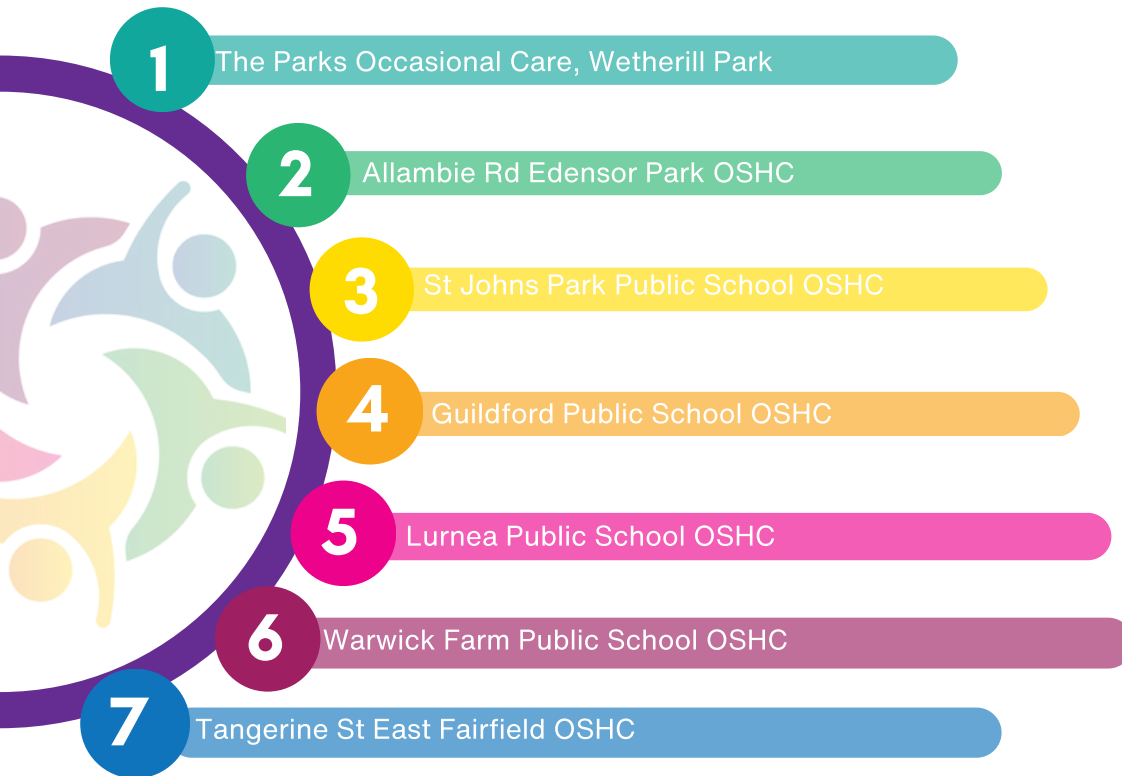 1 The Parks Occasional Care, Wetherill Park
2 Allambie Rd Edensor Park OSHC
3 St Johns Park Public School OSHC
4 Guildford Public School OSHC
5 Lurnea Public School OSHC
6 Warwick Farm Public School OSHC
7 Tangerine St East Fairfield OSHC